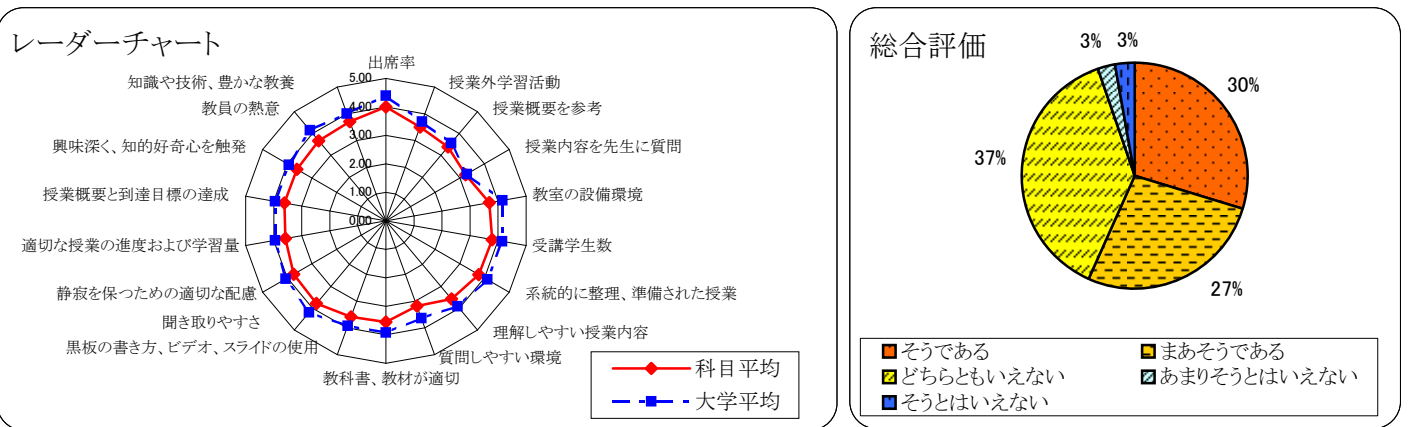 レーダーチャート
出席率
授業外学習活動
授業概要を参考
授業内容を先生に質問
教室の設備環境
受講学生数
系統的に整理、準備された授業
理解しやすい授業内容
質問しやすい環境
教科書、教材が適切
黒板の書き方、ビデオ、スライドの使用
聞き取りやすさ
静寂を保つための適切な配慮
適切な授業の進度および学習量
授業概要と到達目標の達成
興味深く、知的好奇心を触発
教員の熱意
知識や技術、豊かな教養
5.00
4.00
3.00
2.00
1.00
0.00
科目平均
大学平均
総合評価
3% 3%
30%
37%
27%
そうである まあそうである
どちらともいえない あまりそうとはいえない
そうとはいえない